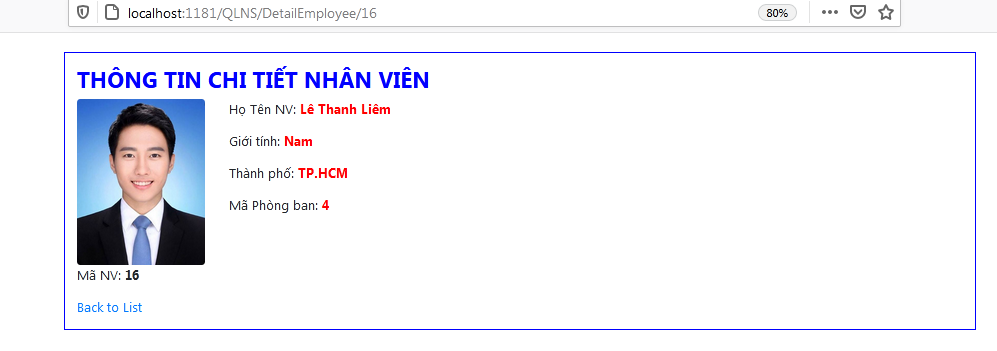 localhost:1181/QLNS/DetailEmployee/16
80%
THÔNG TIN CHI TIẾT NHÂN VIÊN
Họ Tên NV: Lê Thanh Liêm
Giới tính: Nam
Thành phố: TP.HCM
Mã Phòng ban: 4
Mã NV: 16
Back to List